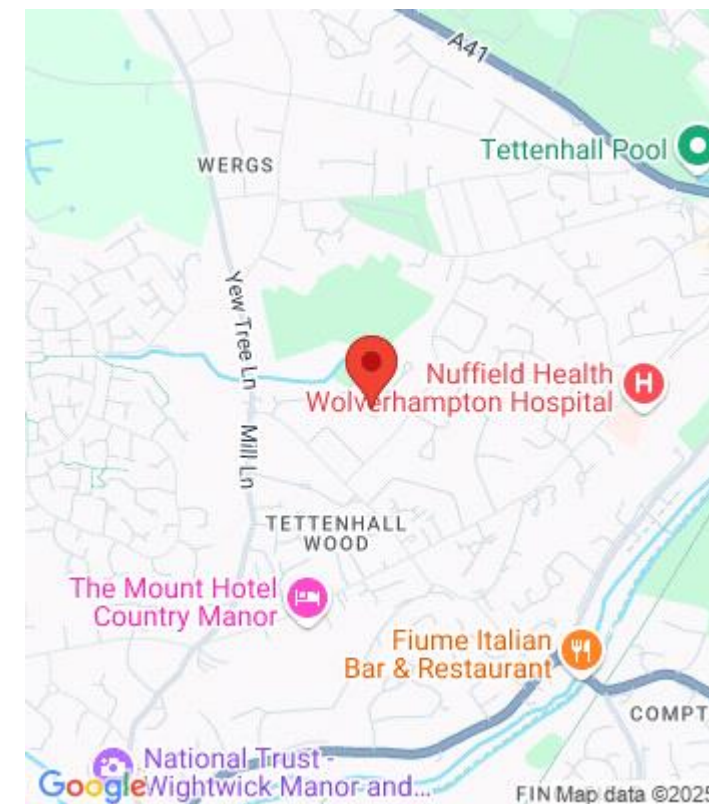 A41
Tettenhall Pool
WERGS
Yew Tree Ln
Nuffield Health
Wolverhampton Hospital
H
Mill Ln
TETTENHALL
WOOD
The Mount Hotel
Country Manor
Fiume Italian
Bar & Restaurant
COMPT
National Trust -
Wightwick Manor and...
Google
FIN Map data ©2025